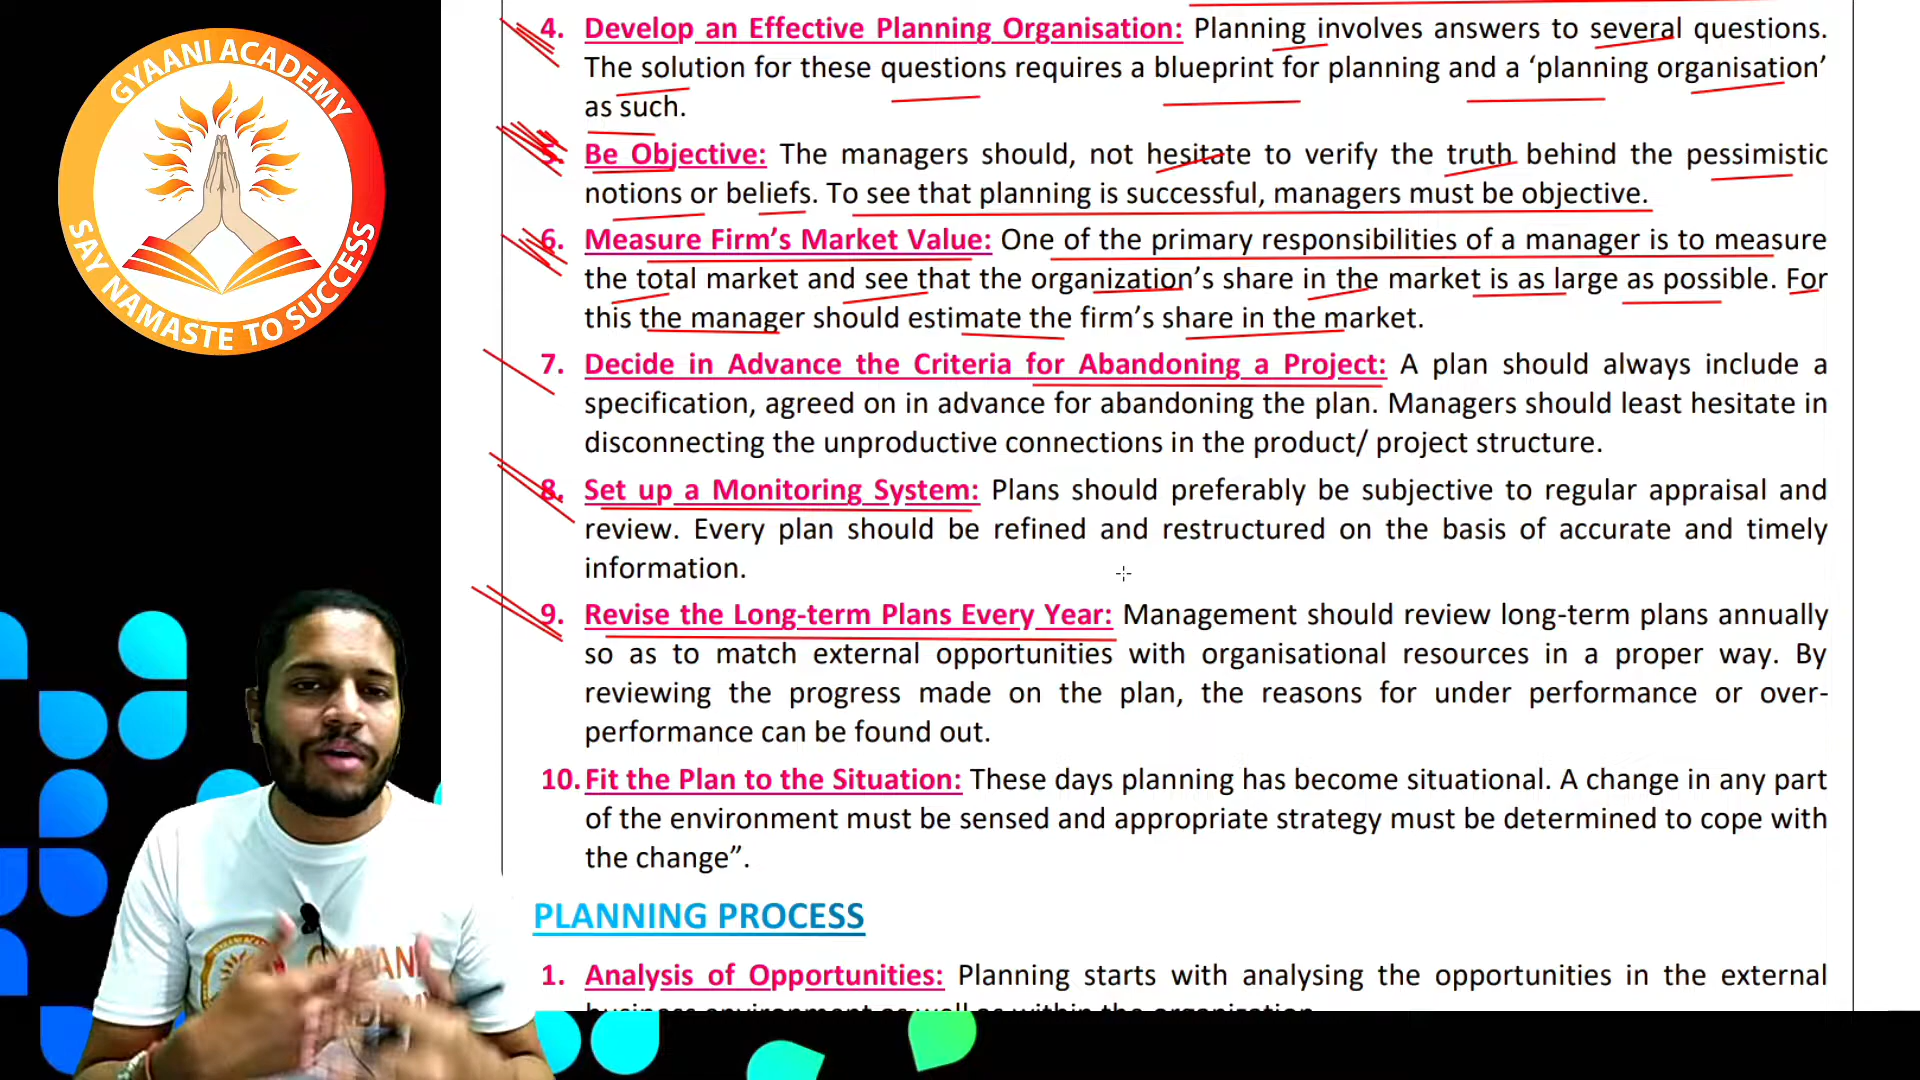 GYAANI ACADEMY
SAY NAMASTE TO SUCCESS
4. Develop an Effective Planning Organisation: Planning involves answers to several questions.
The solution for these questions requires a blueprint for planning and a ‘planning organisation’
as such.
5. Be Objective: The managers should, not hesitate to verify the truth behind the pessimistic
notions or beliefs. To see that planning is successful, managers must be objective.
6. Measure Firm’s Market Value: One of the primary responsibilities of a manager is to measure
the total market and see that the organization’s share in the market is as large as possible. For
this the manager should estimate the firm’s share in the market.
7. Decide in Advance the Criteria for Abandoning a Project: A plan should always include a
specification, agreed on in advance for abandoning the plan. Managers should least hesitate in
disconnecting the unproductive connections in the product/ project structure.
8. Set up a Monitoring System: Plans should preferably be subjective to regular appraisal and
review. Every plan should be refined and restructured on the basis of accurate and timely
information.
9. Revise the Long-term Plans Every Year: Management should review long-term plans annually
so as to match external opportunities with organisational resources in a proper way. By
reviewing the progress made on the plan, the reasons for under performance or over-
performance can be found out.
10. Fit the Plan to the Situation: These days planning has become situational. A change in any part
of the environment must be sensed and appropriate strategy must be determined to cope with
the change”.
PLANNING PROCESS
1. Analysis of Opportunities: Planning starts with analysing the opportunities in the external
business environment as well as within the organization.